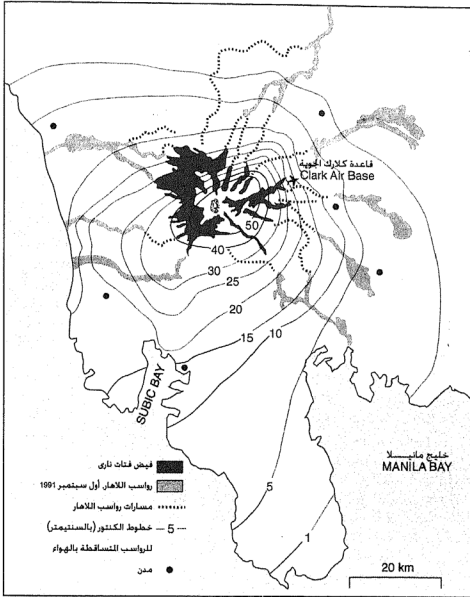 قاعدة كلارك الجوية
Clark Air Base
50
40
30
25
20
15
10
SUBIC BAY
خليج مانيلا
MANILA BAY
فيض فتات نارى
رواسب اللاهار، أول سبتمبر 1991
مسارات رواسب اللاهار
خطوط الكنتور (بالسنتيمتر) — 5 —
للرواسب المتساقطة بالهواء
مدن
5
1
20 km